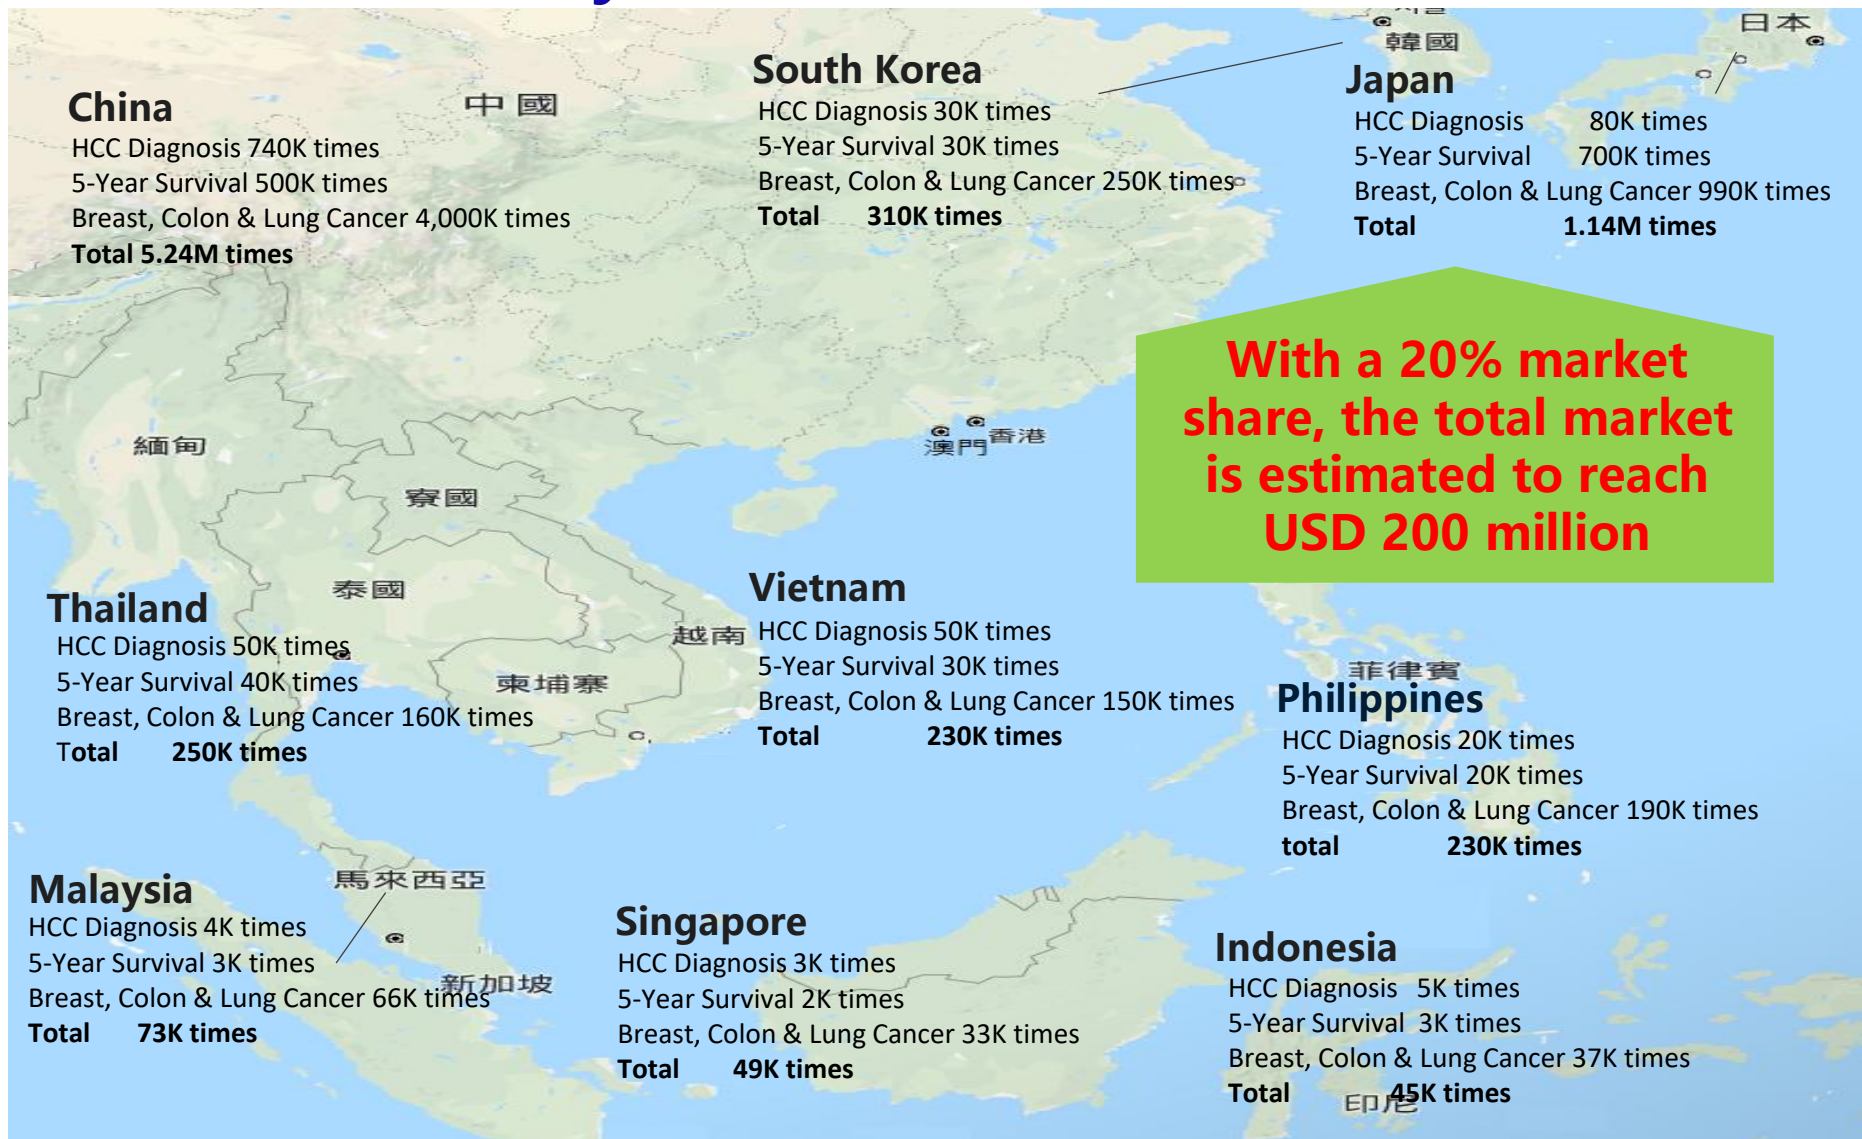 South Korea
HCC Diagnosis 30K times
5-Year Survival 30K times
Breast, Colon & Lung Cancer 250K times
Total 310K times
韓國
日本
Japan
HCC Diagnosis 80K times
5-Year Survival 700K times
Breast, Colon & Lung Cancer 990K times
Total 1.14M times
China
中國
HCC Diagnosis 740K times
5-Year Survival 500K times
Breast, Colon & Lung Cancer 4,000K times
Total 5.24M times
With a 20% market
share, the total market
is estimated to reach
USD 200 million
緬甸
寮國
澳門
香港
泰國
Thailand
HCC Diagnosis 50K times
5-Year Survival 40K times
Breast, Colon & Lung Cancer 160K times
Total 250K times
柬埔寨
越南
Vietnam
HCC Diagnosis 50K times
5-Year Survival 30K times
Breast, Colon & Lung Cancer 150K times
Total 230K times
菲律賓
Philippines
HCC Diagnosis 20K times
5-Year Survival 20K times
Breast, Colon & Lung Cancer 190K times
total 230K times
馬來西亞
Malaysia
HCC Diagnosis 4K times
5-Year Survival 3K times
Breast, Colon & Lung Cancer 66K times
Total 73K times
新加坡
Singapore
HCC Diagnosis 3K times
5-Year Survival 2K times
Breast, Colon & Lung Cancer 33K times
Total 49K times
Indonesia
HCC Diagnosis 5K times
5-Year Survival 3K times
Breast, Colon & Lung Cancer 37K times
Total 45K times
印尼